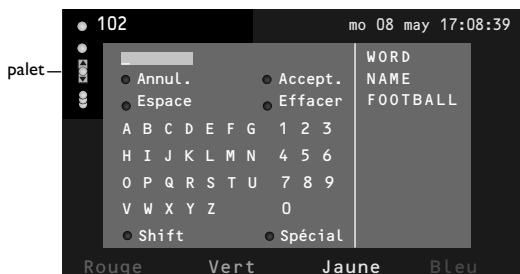 102 mo 08 may 17:08:39
palet
_
Annul. Accept.
Espace Effacer
A B C D E F G 1 2 3
H I J K L M N 4 5 6
O P Q R S T U 7 8 9
V W X Y Z 0
Shift Spécial
WORD
NAME
FOOTBALL
Rouge Vert Jaune Bleu